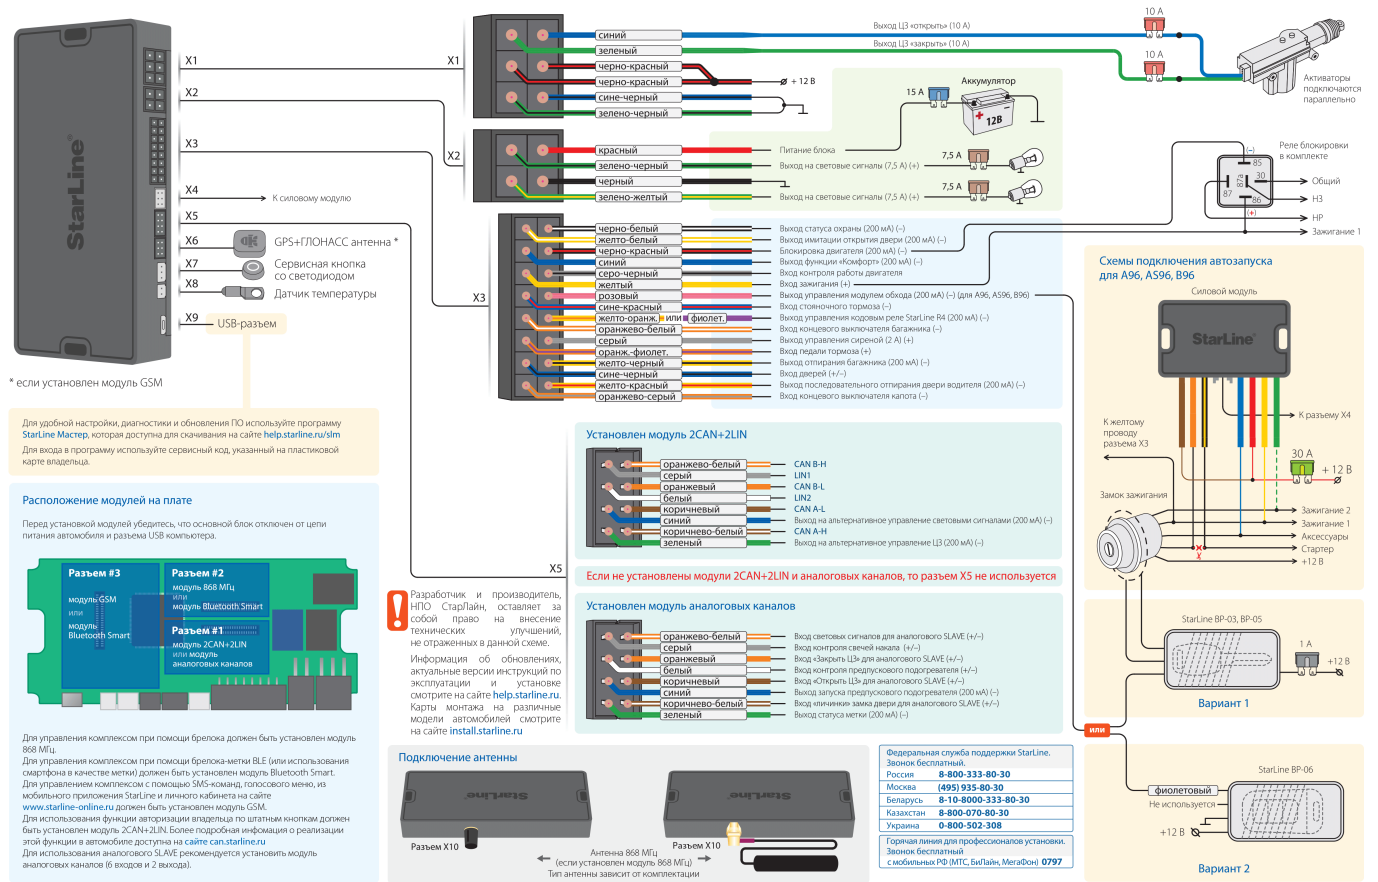 StarLine®
X1
X2
X3
X4
К силовому модулю
X5
X6
GPS+ГЛОНАСС антенна *
X7
Сервисная кнопка
со светодиодом
X8
Датчик температуры
X9
USB-разъем
* если установлен модуль GSM
Для удобной настройки, диагностики и обновления ПО используйте программу
StarLine Мастер, которая доступна для скачивания на сайте help.starline.ru/slm
Для входа в программу используйте сервисный код, указанный на пластиковой
карте владельца.
Расположение модулей на плате
Перед установкой модулей убедитесь, что основной блок отключен от цепи
питания автомобиля и разъема USB компьютера.
Разъем #3
модуль GSM
или
модуль
Bluetooth Smart
Разъем #2
модуль 868 МГц
или
модуль Bluetooth Smart
Разъем #1
модуль 2CAN+2LIN
или модуль
аналоговых каналов
Для управления комплексом при помощи брелока должен быть установлен модуль
868 МГц.
Для управления комплексом при помощи брелока-метки BLE (или использования
смартфона в качестве метки) должен быть установлен модуль Bluetooth Smart.
Для управлением комплексом с помощью SMS-команд, голосового меню, из
мобильного приложения StarLine и личного кабинета на сайте
www.starline-online.ru должен быть установлен модуль GSM.
Для использования функции авторизации владельца по штатным кнопкам должен
быть установлен модуль 2CAN+2LIN. Более подробная инфомация о реализации
этой функции в автомобиле доступна на сайте can.starline.ru
Для использования аналогового SLAVE рекомендуется установить модуль
аналоговых каналов (6 входов и 2 выхода).
X1
синий
Выход ЦЗ «открыть» (10 А)
10 А
зеленый
Выход ЦЗ «закрыть» (10 А)
10 А
черно-красный
черно-красный
+ 12 В
сине-черный
зелено-черный
Активаторы
подключаются
параллельно
X2
Аккумулятор
15 А
12В
красный
Питание блока
зелено-черный
Выход на световые сигналы (7,5 А) (+)
7,5 А
черный
зелено-желтый
Выход на световые сигналы (7,5 А) (+)
7,5 А
Реле блокировки
в комплекте
(–)
85
87a
30
87
86
(+)
Общий
НЗ
НР
Зажигание 1
X3
черно-белый
Выход статуса охраны (200 мА) (–)
желто-белый
Выход имитации открытия двери (200 мА) (–)
черно-красный
Блокировка двигателя (200 мА) (–)
синий
Выход функции «Комфорт» (200 мА) (–)
серо-черный
Вход контроля работы двигателя
желтый
Вход зажигания (+)
розовый
Выход управления модулем обхода (200 мА) (–) (для А96, AS96, B96)
сине-красный
Вход стояночного тормоза (–)
желто-оранж. или фиолет.
Выход управления кодовым реле StarLine R4 (200 мА) (–)
оранжево-белый
Вход концевого выключателя багажника (–)
серый
Выход управления сиреной (2 А) (+)
оранж.-фиолет.
Вход педали тормоза (+)
желто-черный
Выход отпирания багажника (200 мА) (–)
сине-черный
Вход дверей (+/–)
желто-красный
Выход последовательного отпирания двери водителя (200 мА) (–)
оранжево-серый
Вход концевого выключателя капота (–)
X5
Установлен модуль 2CAN+2LIN
оранжево-белый
CAN B-H
серый
LIN1
оранжевый
CAN B-L
белый
LIN2
коричневый
CAN A-L
синий
Выход на альтернативное управление световыми сигналами (200 мА) (–)
коричнево-белый
CAN A-H
зеленый
Выход на альтернативное управление ЦЗ (200 мА) (–)
Если не установлены модули 2CAN+2LIN и аналоговых каналов, то разъем X5 не используется
Установлен модуль аналоговых каналов
оранжево-белый
Вход световых сигналов для аналогового SLAVE (+/–)
серый
Вход контроля свечей накала (+/–)
оранжевый
Вход «Закрыть ЦЗ» для аналогового SLAVE (+/–)
белый
Вход контроля предпускового подогревателя (+/–)
коричневый
Вход «Открыть ЦЗ» для аналогового SLAVE (+/–)
синий
Выход запуска предпускового подогревателя (200 мА) (–)
коричнево-белый
Вход «личинки» замка двери для аналогового SLAVE (+/–)
зеленый
Выход статуса метки (200 мА) (–)
!
Разработчик и производитель,
НПО СтарЛайн, оставляет за
собой право на внесение
технических улучшений,
не отраженных в данной схеме.
Информация об обновлениях,
актуальные версии инструкций по
эксплуатации и установке
смотрите на сайте help.starline.ru.
Карты монтажа на различные
модели автомобилей смотрите
на сайте install.starline.ru
Подключение антенны
StarLine
Разъем X10
StarLine
Разъем X10
Антенна 868 МГц
(если установлен модуль 868 МГц)
Тип антенны зависит от комплектации
Федеральная служба поддержки StarLine.
Звонок бесплатный.
Россия 8-800-333-80-30
Москва (495) 935-80-30
Беларусь 8-10-8000-333-80-30
Казахстан 8-800-070-80-30
Украина 0-800-502-308
Горячая линия для профессионалов установки.
Звонок бесплатный
с мобильных РФ (МТС, БиЛайн, МегаФон) 0797
Схемы подключения автозапуска
для А96, AS96, B96
Силовой модуль
StarLine
К разъему X4
К желтому
проводу
разъема X3
30 А
+ 12 В
Замок зажигания
Зажигание 2
Зажигание 1
Аксессуары
Стартер
+12 В
StarLine BP-03, BP-05
1 А
+12 В
Вариант 1
или
StarLine BP-06
фиолетовый
Не используется
+12 В
Вариант 2